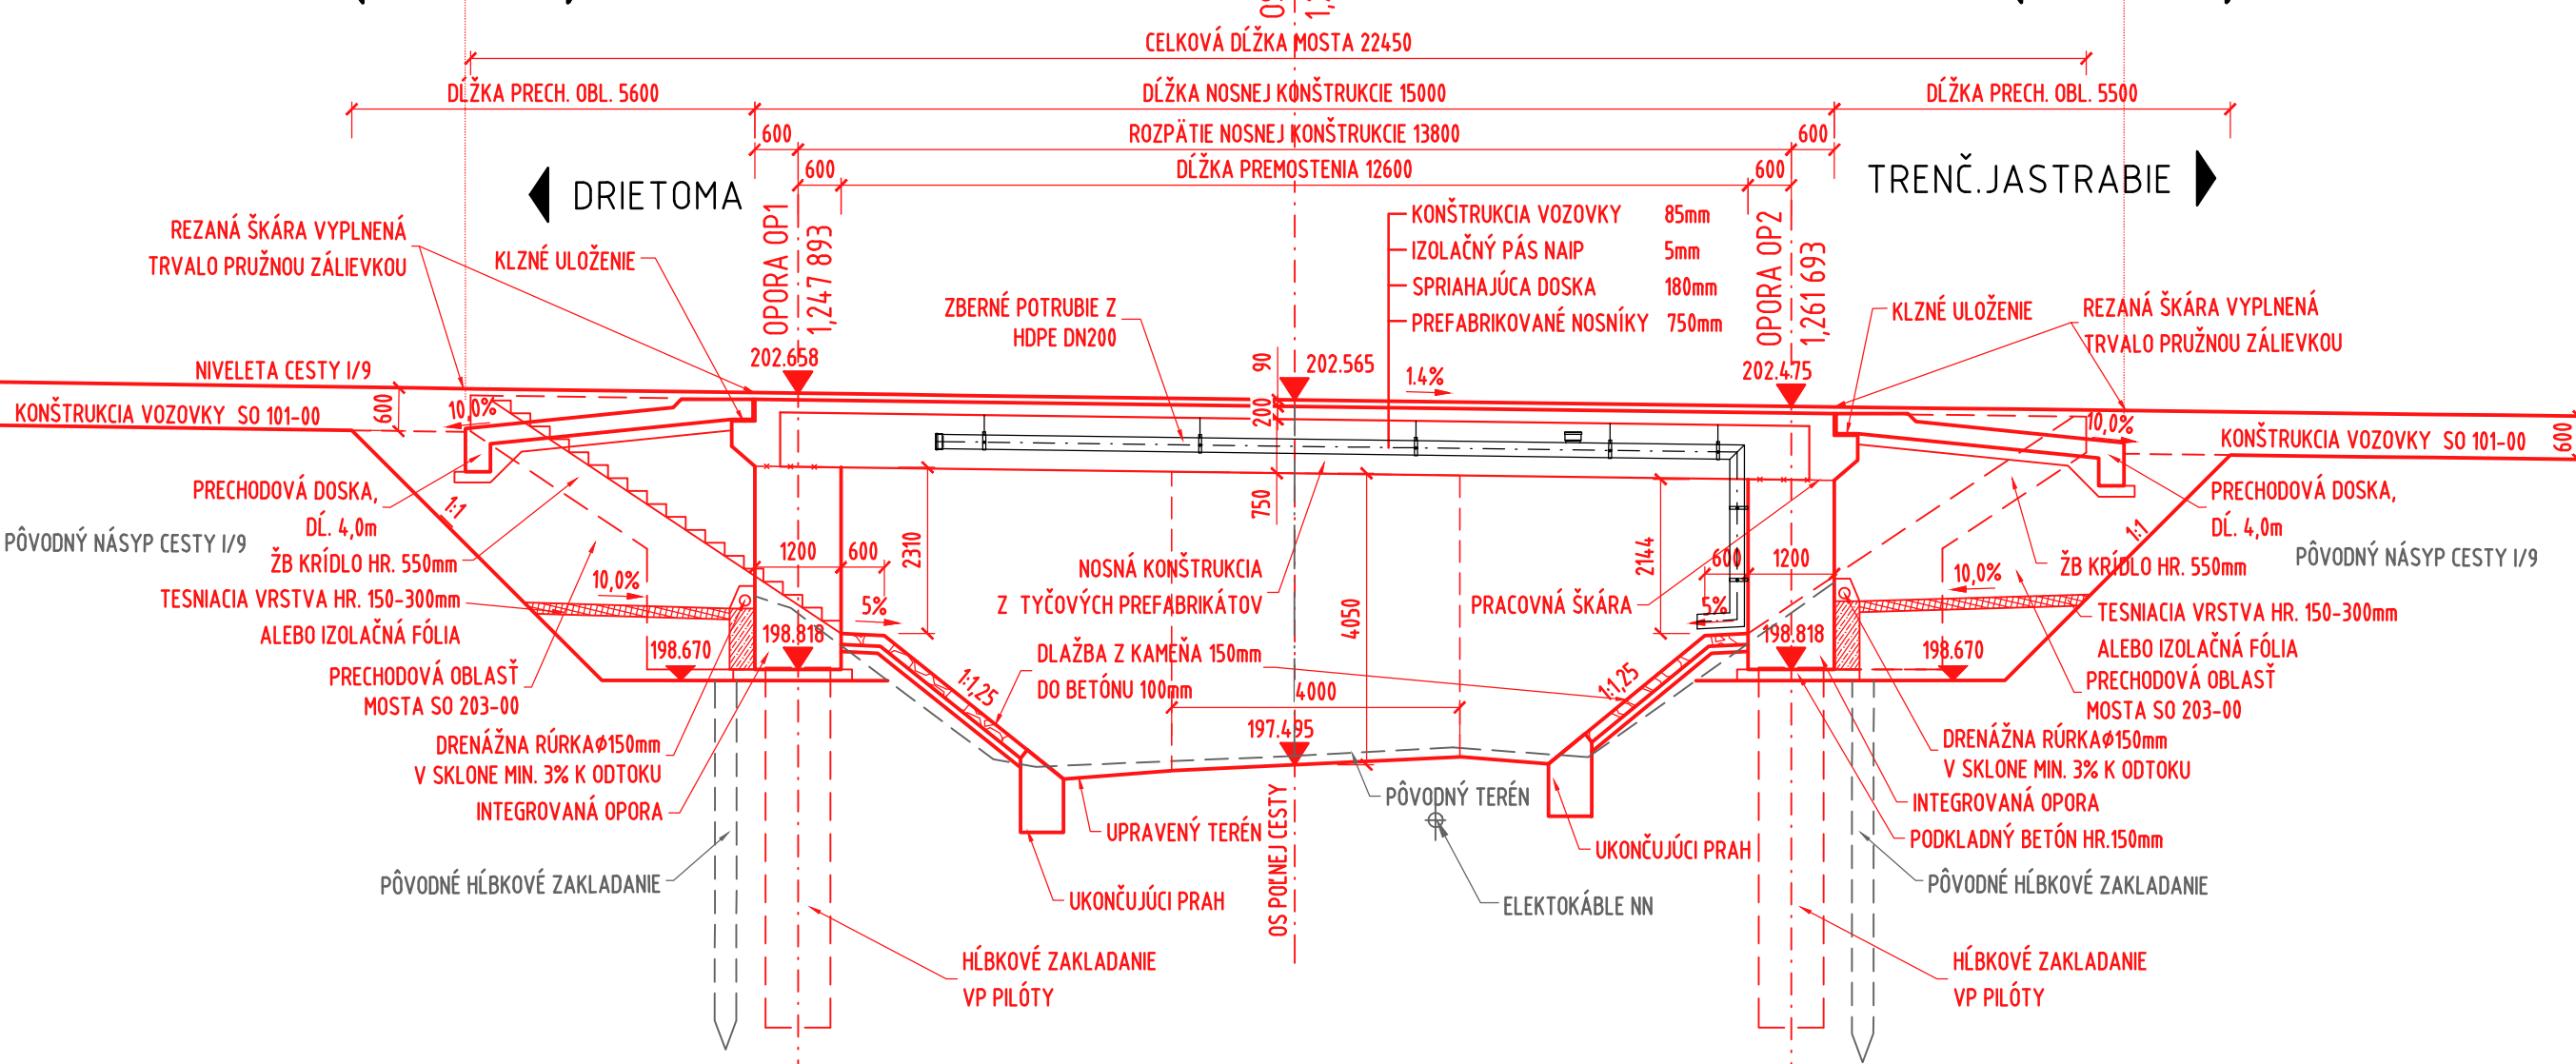 CELKOVÁ DĹŽKA MOSTA 22450
DĹŽKA PRECH. OBL. 5600
DĹŽKA NOSNEJ KONŠTRUKCIE 15000
DĹŽKA PRECH. OBL. 5500
600
ROZPÄTIE NOSNEJ KONŠTRUKCIE 13800
600
600
DĹŽKA PREMOSTENIA 12600
600
DRIETOMA
TRENČ.JASTRABIE
OPORA OP1
1,247 893
OPORA OP2
1,261 693
REZANÁ ŠKÁRA VYPLNENÁ
TRVALO PRUŽNOU ZÁLIEVKOU
KLZNÉ ULOŽENIE
ZBERNÉ POTRUBIE Z
HDPE DN200
KONŠTRUKCIA VOZOVKY 85mm
IZOLAČNÝ PÁS NAIP 5mm
SPRIAHAJÚCA DOSKA 180mm
PREFABRIKOVANÉ NOSNÍKY 750mm
KLZNÉ ULOŽENIE
REZANÁ ŠKÁRA VYPLNENÁ
TRVALO PRUŽNOU ZÁLIEVKOU
202.658
90
202.565
1.4%
202.475
NIVELETA CESTY I/9
KONŠTRUKCIA VOZOVKY SO 101-00
600
10,0%
200
750
10,0%
KONŠTRUKCIA VOZOVKY SO 101-00
600
PRECHODOVÁ DOSKA,
DĹ. 4,0m
1:1
PÔVODNÝ NÁSYP CESTY I/9
ŽB KRÍDLO HR. 550mm
TESNIACA VRSTVA HR. 150-300mm
ALEBO IZOLAČNÁ FÓLIA
PRECHODOVÁ OBLASŤ
MOSTA SO 203-00
DRENÁŽNA RÚRKAϕ150mm
V SKLONE MIN. 3% K ODTOKU
INTEGROVANÁ OPORA
PÔVODNÉ HĹBKOVÉ ZAKLADANIE
10,0%
198.670
1200
600
2310
5%
198.818
1:1,25
NOSNÁ KONŠTRUKCIA
Z TYČOVÝCH PREFABRIKÁTOV
DLAŽBA Z KAMEŇA 150mm
DO BETÓNU 100mm
4050
4000
197.495
UPRAVENÝ TERÉN
UKONČUJÚCI PRAH
OS POĽNEJ CESTY
PÔVODNÝ TERÉN
ELEKTOKÁBLE NN
UKONČUJÚCI PRAH
HĹBKOVÉ ZAKLADANIE
VP PILÓTY
PRACOVNÁ ŠKÁRA
2144
600
1200
5%
1:1,25
198.818
10,0%
198.670
1:1
PRECHODOVÁ DOSKA,
DĹ. 4,0m
PÔVODNÝ NÁSYP CESTY I/9
ŽB KRÍDLO HR. 550mm
TESNIACA VRSTVA HR. 150-300mm
ALEBO IZOLAČNÁ FÓLIA
PRECHODOVÁ OBLASŤ
MOSTA SO 203-00
DRENÁŽNA RÚRKAϕ150mm
V SKLONE MIN. 3% K ODTOKU
INTEGROVANÁ OPORA
PODKLADNÝ BETÓN HR.150mm
PÔVODNÉ HĹBKOVÉ ZAKLADANIE
HĹBKOVÉ ZAKLADANIE
VP PILÓTY